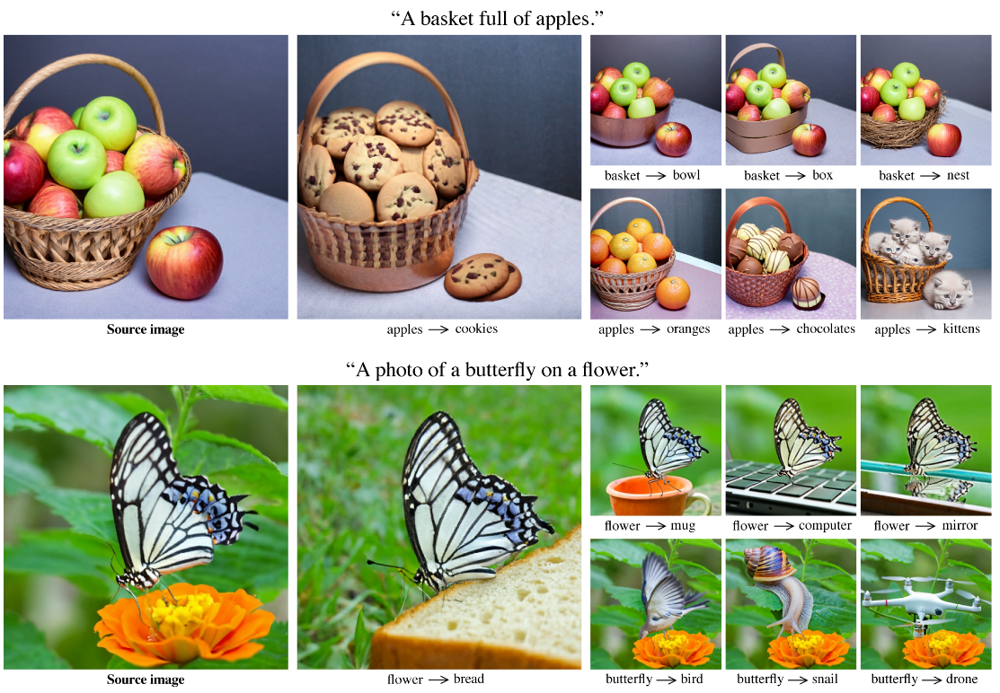 “A basket full of apples.”
basket → bowl
basket → box
basket → nest
Source image
apples → cookies
apples → oranges
apples → chocolates
apples → kittens
“A photo of a butterfly on a flower.”
flower → mug
flower → computer
flower → mirror
Source image
flower → bread
butterfly → bird
butterfly → snail
butterfly → drone